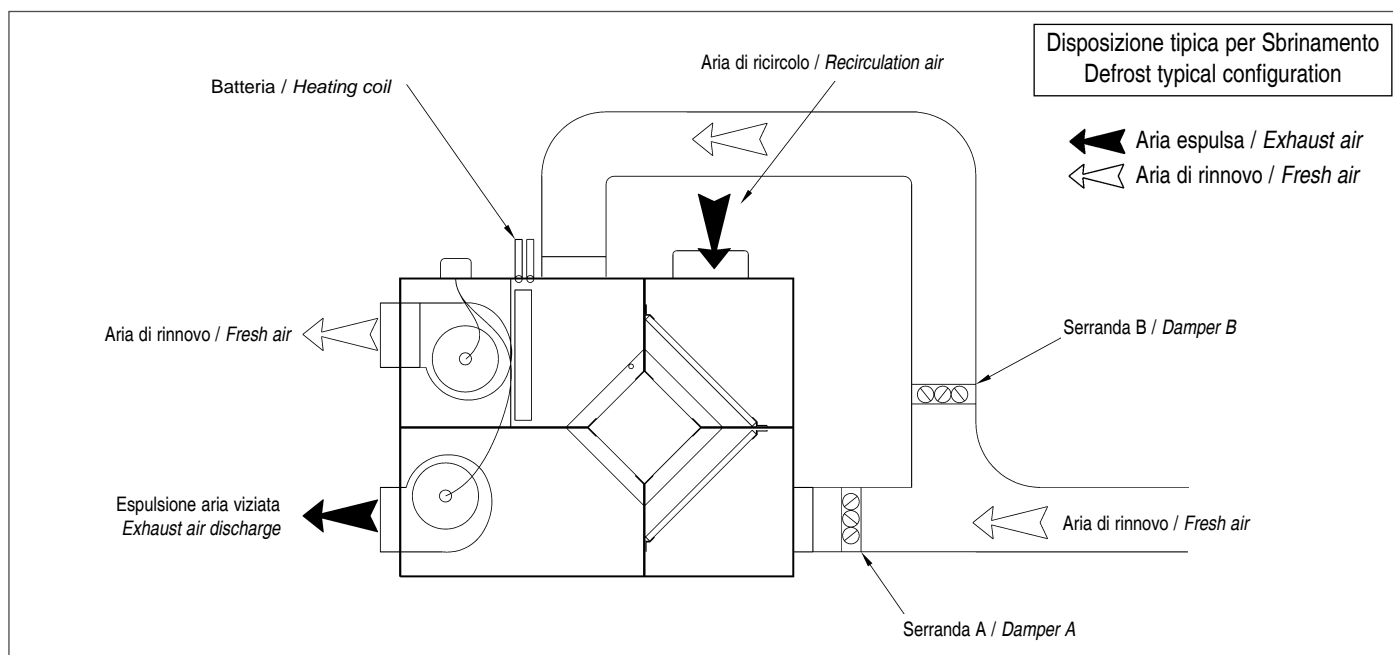 Disposizione tipica per Sbrinamento
Defrost typical configuration
Aria di ricircolo / Recirculation air
Batteria / Heating coil
Aria espulsa / Exhaust air
Aria di rinnovo / Fresh air
Aria di rinnovo / Fresh air
Serranda B / Damper B
Espulsione aria viziata
Exhaust air discharge
Aria di rinnovo / Fresh air
Serranda A / Damper A